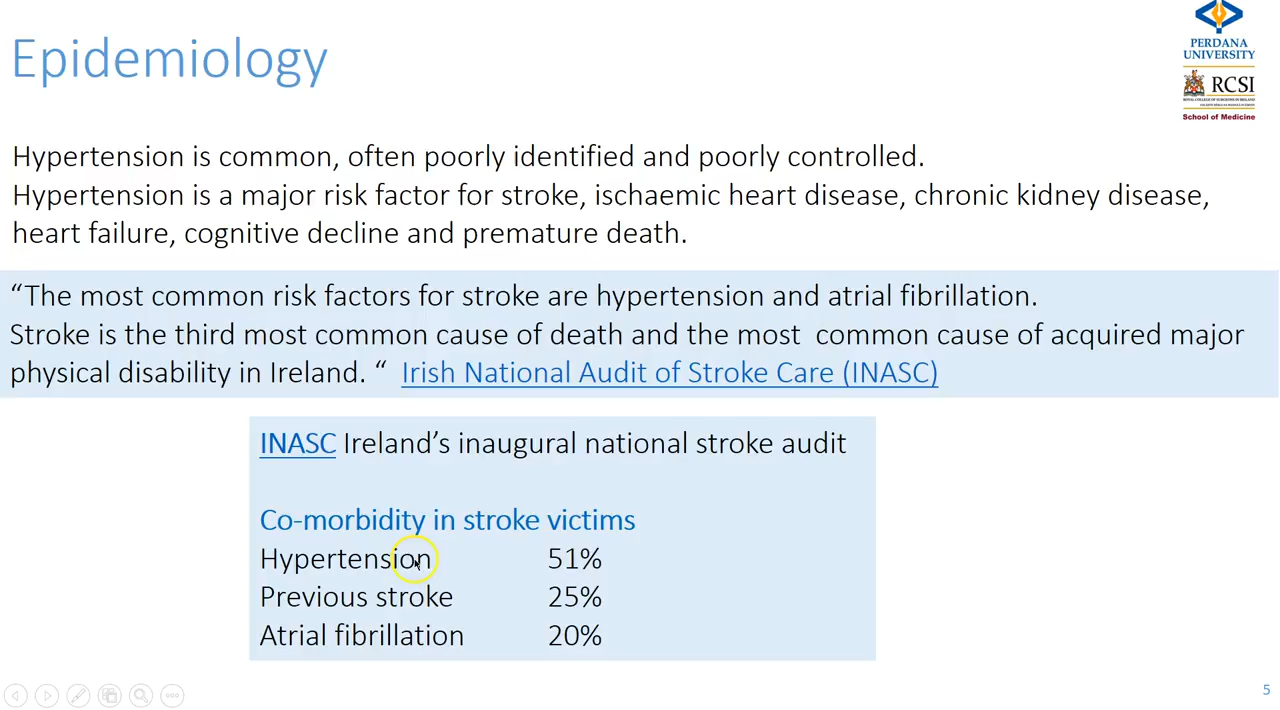 Epidemiology
PERDANA
UNIVERSITY
RCSI
School of Medicine
Hypertension is common, often poorly identified and poorly controlled.
Hypertension is a major risk factor for stroke, ischaemic heart disease, chronic kidney disease,
heart failure, cognitive decline and premature death.
“The most common risk factors for stroke are hypertension and atrial fibrillation.
Stroke is the third most common cause of death and the most common cause of acquired major
physical disability in Ireland. “ Irish National Audit of Stroke Care (INASC)
INASC Ireland’s inaugural national stroke audit
Co-morbidity in stroke victims
Hypertension 51%
Previous stroke 25%
Atrial fibrillation 20%
5